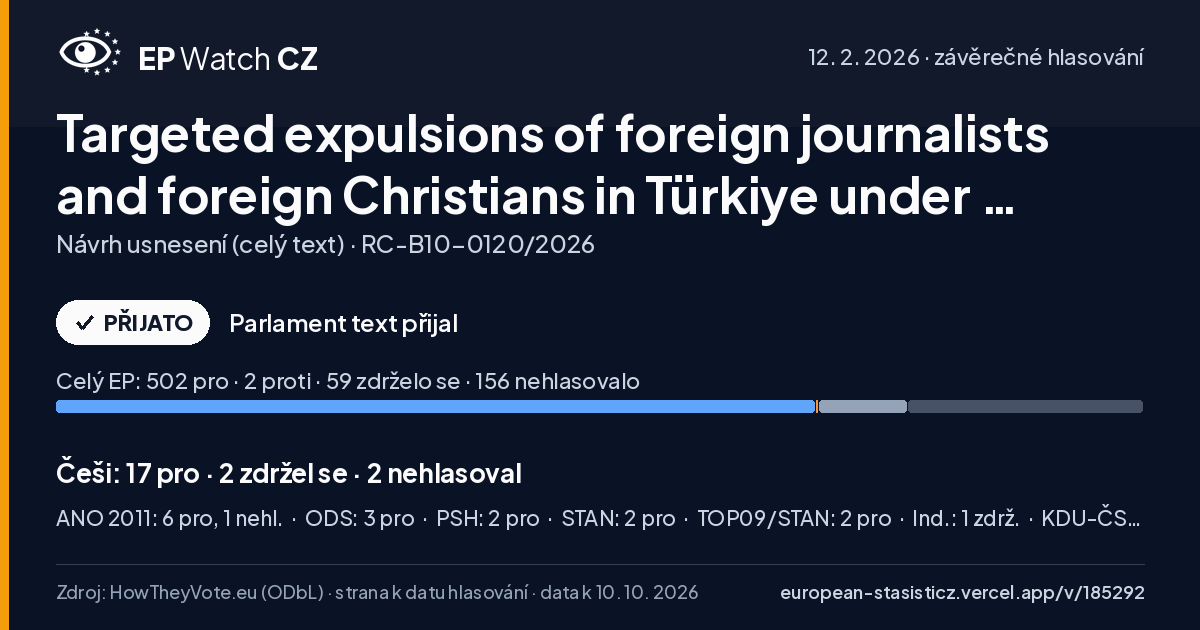 EP Watch CZ
12. 2. 2026 · závěrečné hlasování
Targeted expulsions of foreign journalists
and foreign Christians in Türkiye under …
Návrh usnesení (celý text) · RC-B10-0120/2026
✓ PŘIJATO
Parlament text přijal
Celý EP: 502 pro · 2 proti · 59 zdrželo se · 156 nehlasovalo
Češi: 17 pro · 2 zdržel se · 2 nehlasoval
ANO 2011: 6 pro, 1 nehl. · ODS: 3 pro · PSH: 2 pro · STAN: 2 pro · TOP09/STAN: 2 pro · Ind.: 1 zdrž. · KDU-ČS…
Zdroj: HowTheyVote.eu (ODbL) · strana k datu hlasování · data k 10. 10. 2026
european-stasisticz.vercel.app/v/185292